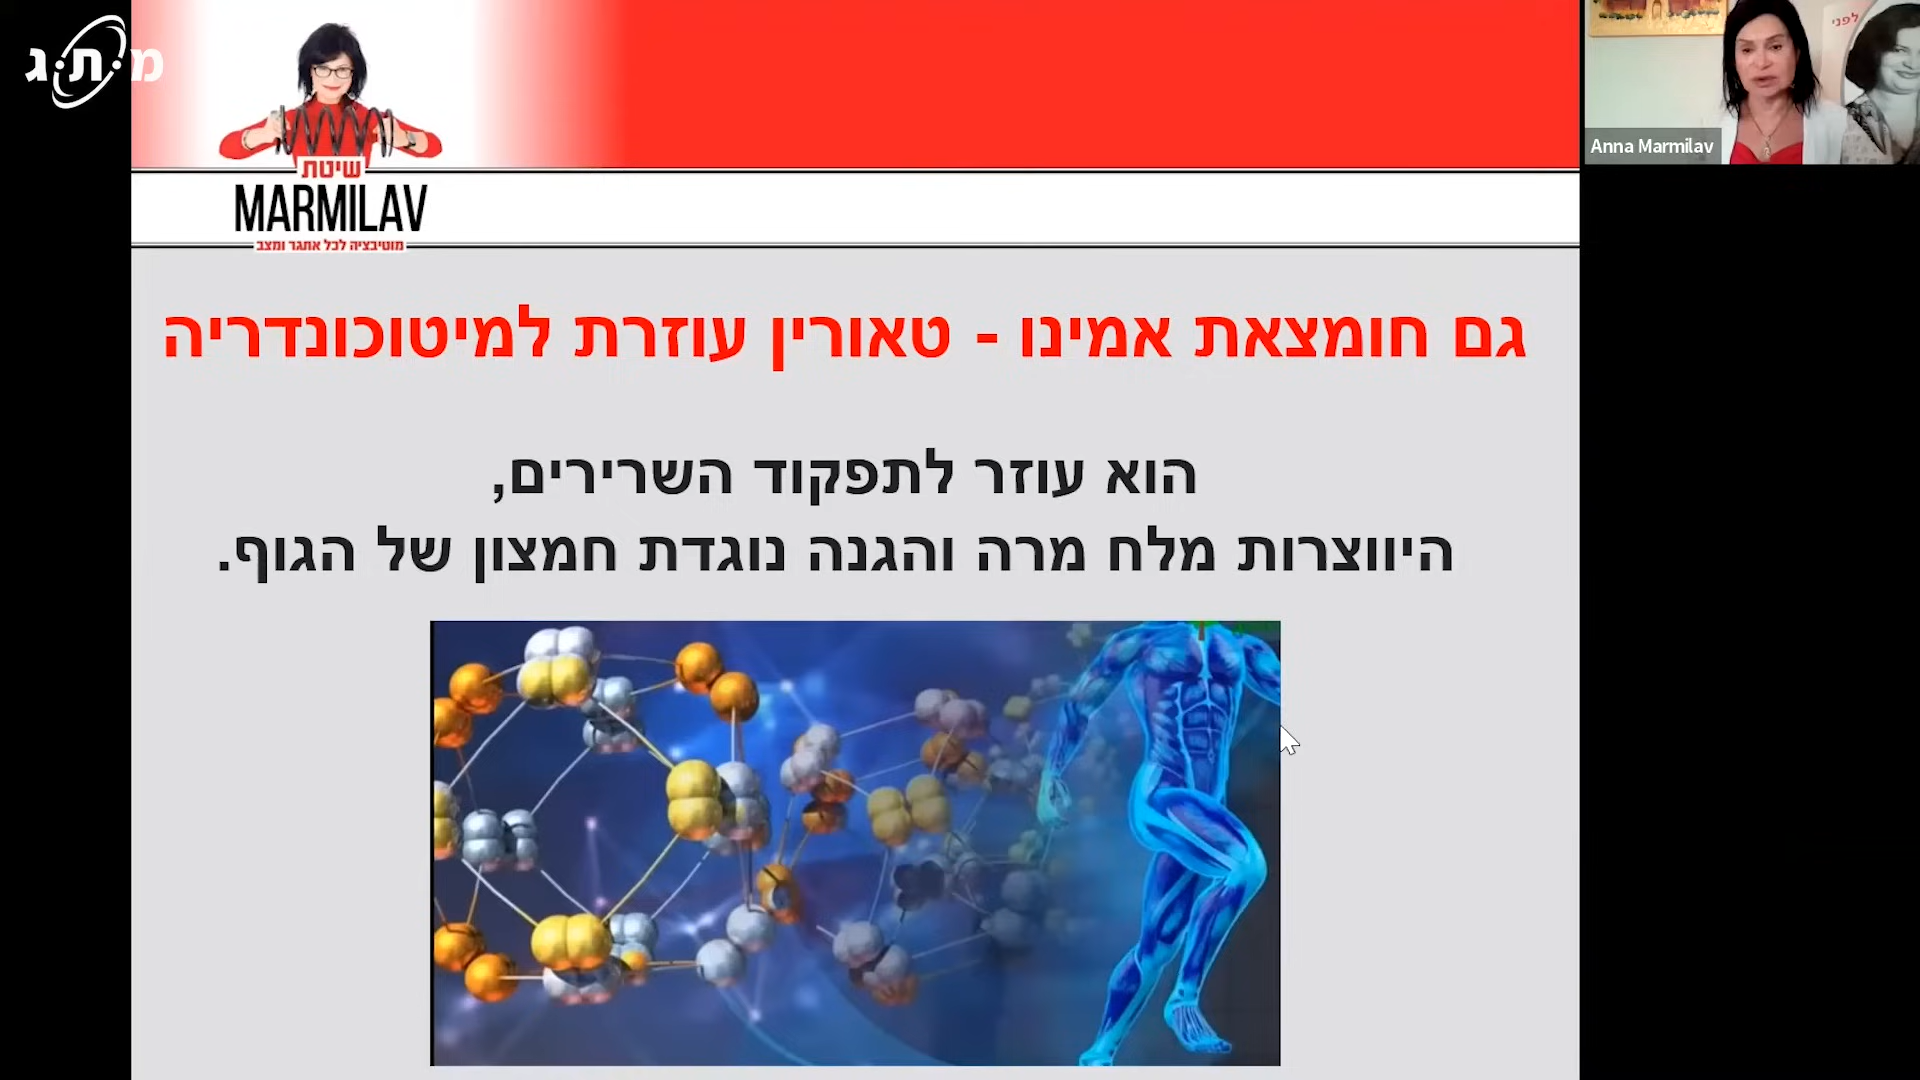 מ.ת.ג
שיטת
MARMILAV
מוטיבציה לכל אתגר ומצב
לפני
Anna Marmilav
גם חומצאת אמינו - טאורין עוזרת למיטוכונדריה
הוא עוזר לתפקוד השרירים,
היווצרות מלח מרה והגנה נוגדת חמצון של הגוף.